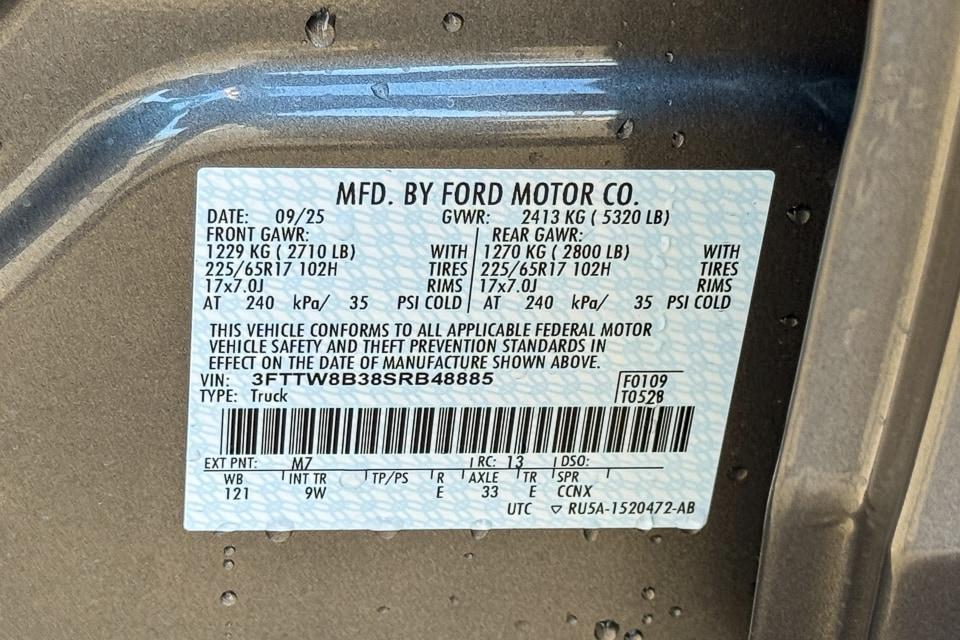 MFD. BY FORD MOTOR CO.
DATE: 09/25 GVWR: 2413 KG ( 5320 LB)
FRONT GAWR: REAR GAWR:
1229 KG ( 2710 LB) WITH 1270 KG ( 2800 LB) WITH
225/65R17 102H TIRES 225/65R17 102H TIRES
17x7.0J RIMS 17x7.0J RIMS
AT 240 kPa/ 35 PSI COLD AT 240 kPa/ 35 PSI COLD
THIS VEHICLE CONFORMS TO ALL APPLICABLE FEDERAL MOTOR
VEHICLE SAFETY AND THEFT PREVENTION STANDARDS IN
EFFECT ON THE DATE OF MANUFACTURE SHOWN ABOVE.
VIN: 3FTTW8B38SRB48885 F0109
TYPE: Truck T0528
EXT PNT: M7 RC: 13 DSO:
WB INT TR TP/PS R AXLE TR SPR
121 9W E 33 E CCNX
UTC ▽ RU5A-1520472-AB